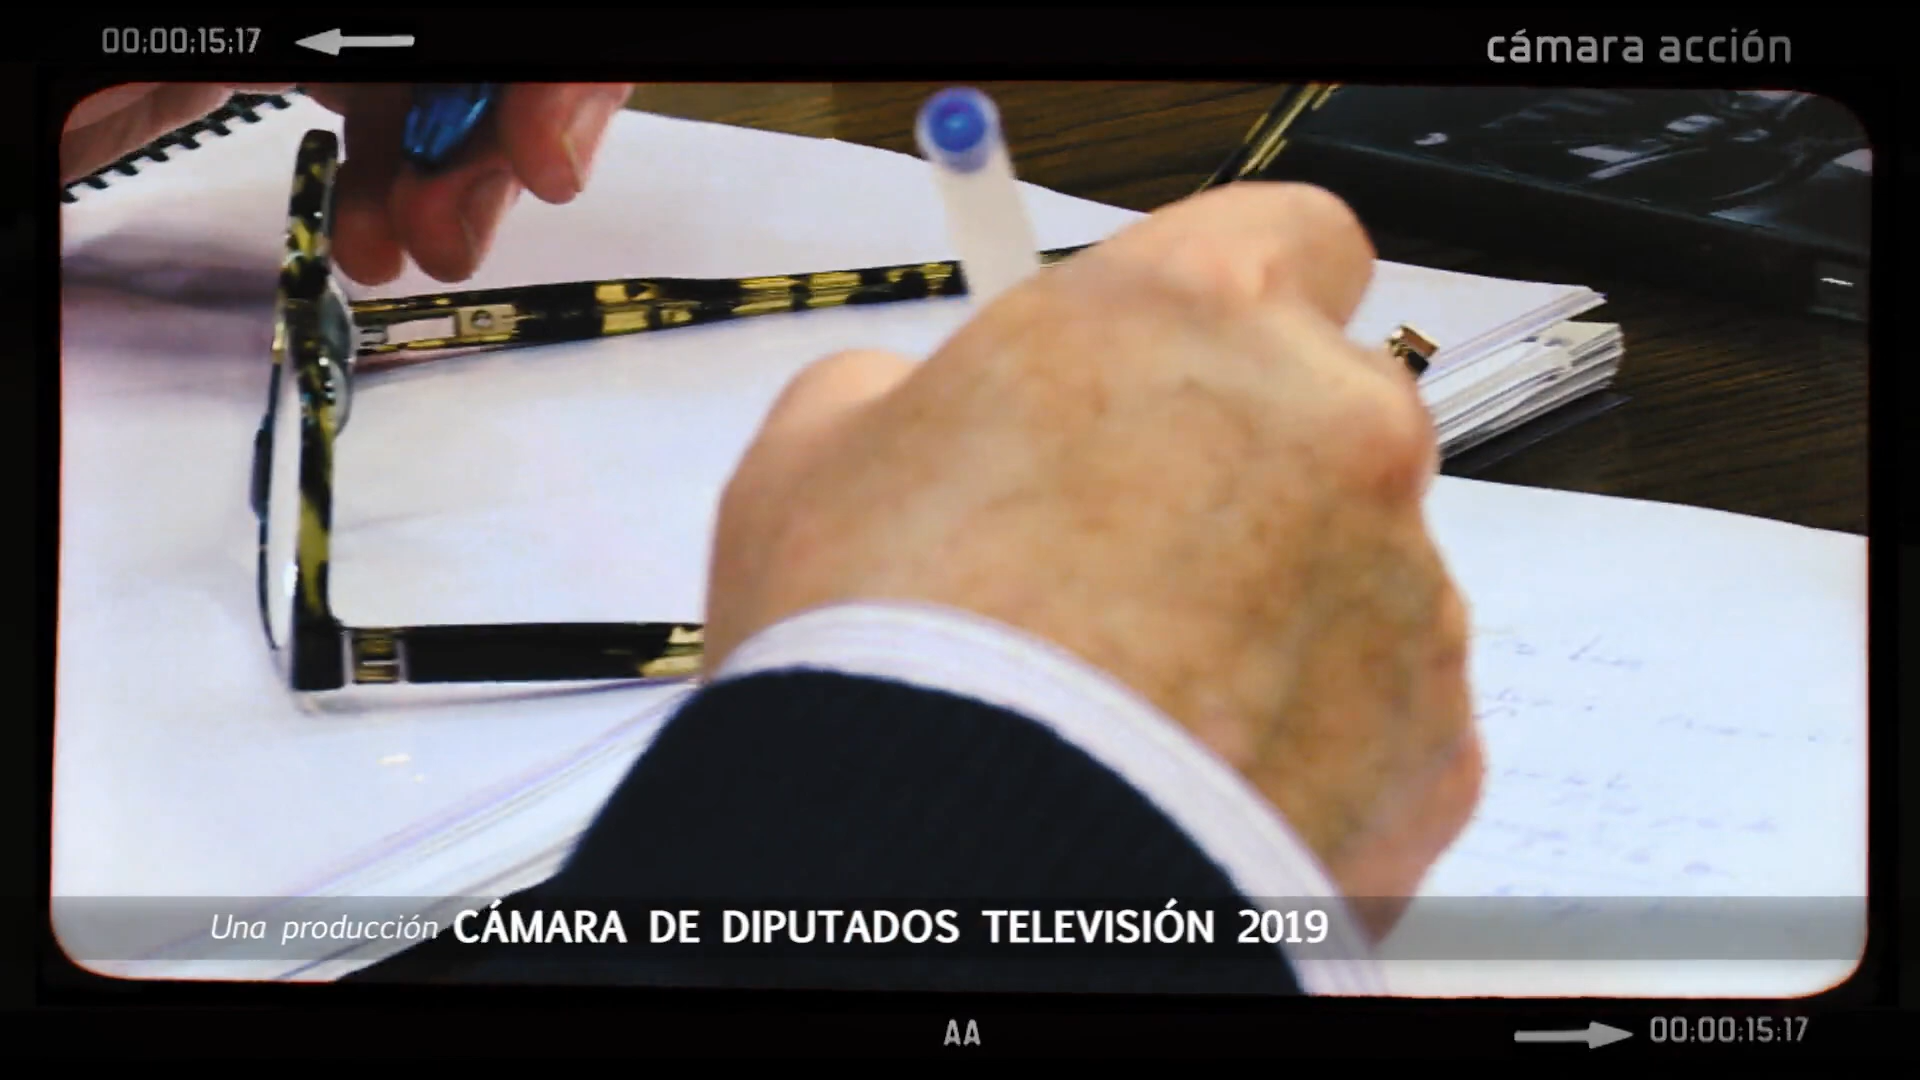 00:00:15:17
cámara acción
Una producción CÁMARA DE DIPUTADOS TELEVISIÓN 2019
AA
00:00:15:17